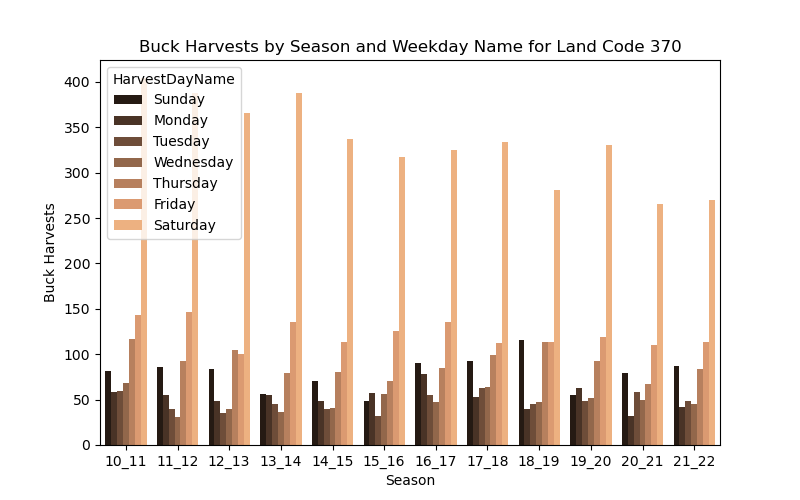 Buck Harvests by Season and Weekday Name for Land Code 370
HarvestDayName
Sunday
Monday
Tuesday
Wednesday
Thursday
Friday
Saturday
Buck Harvests
400
350
300
250
200
150
100
50
0
10_11 11_12 12_13 13_14 14_15 15_16 16_17 17_18 18_19 19_20 20_21 21_22
Season